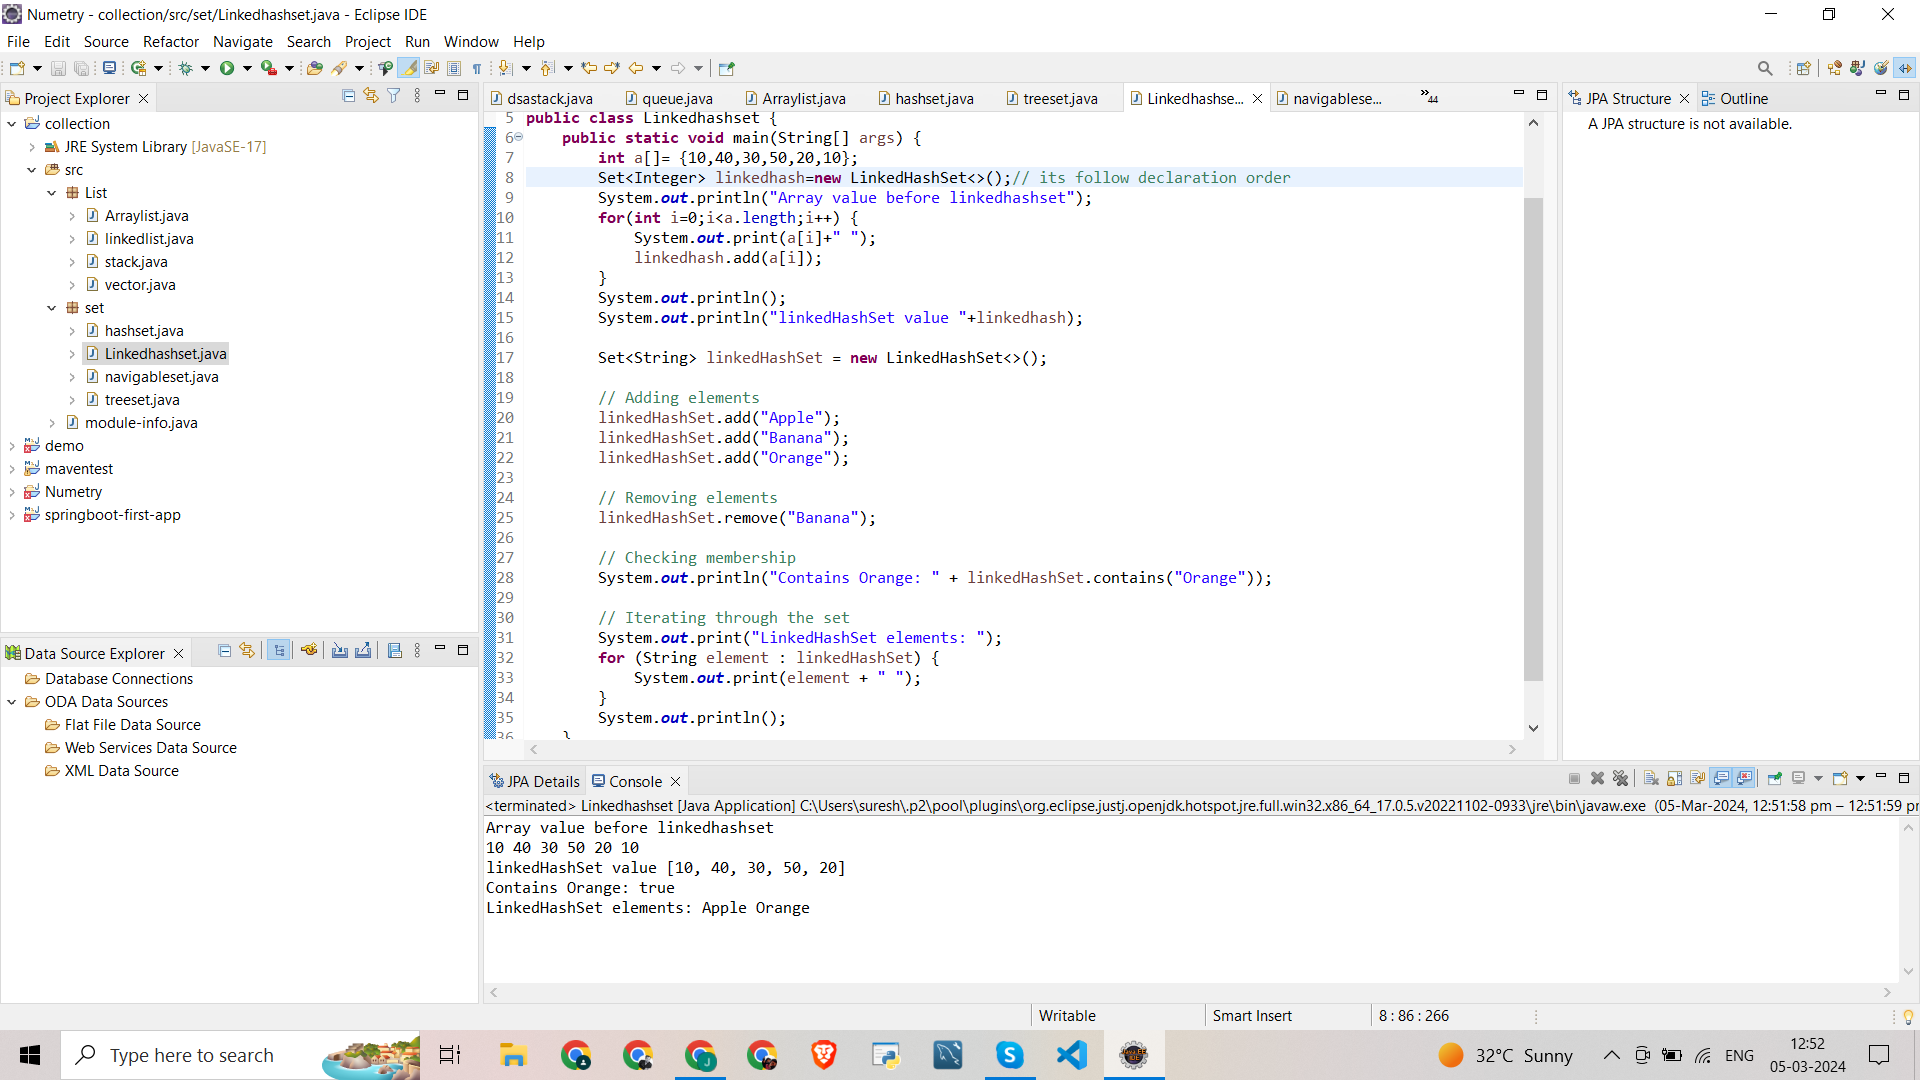 Numetry - collection/src/set/Linkedhashset.java - Eclipse IDE
File Edit Source Refactor Navigate Search Project Run Window Help
Project Explorer
collection
JRE System Library [JavaSE-17]
src
List
Arraylist.java
linkedlist.java
stack.java
vector.java
set
hashset.java
Linkedhashset.java
navigableset.java
treeset.java
module-info.java
demo
maventest
Numetry
springboot-first-app
Data Source Explorer
Database Connections
ODA Data Sources
Flat File Data Source
Web Services Data Source
XML Data Source
dsastack.java queue.java Arraylist.java hashset.java treeset.java Linkedhashse... navigablese... »44
5 public class Linkedhashset {
6 public static void main(String[] args) {
7 int a[]= {10,40,30,50,20,10};
8 Set<Integer> linkedhash=new LinkedHashSet<>();// its follow declaration order
9 System.out.println("Array value before linkedhashset");
10 for(int i=0;i<a.length;i++) {
11 System.out.print(a[i]+" ");
12 linkedhash.add(a[i]);
13 }
14 System.out.println();
15 System.out.println("linkedHashSet value "+linkedhash);
16
17 Set<String> linkedHashSet = new LinkedHashSet<>();
18
19 // Adding elements
20 linkedHashSet.add("Apple");
21 linkedHashSet.add("Banana");
22 linkedHashSet.add("Orange");
23
24 // Removing elements
25 linkedHashSet.remove("Banana");
26
27 // Checking membership
28 System.out.println("Contains Orange: " + linkedHashSet.contains("Orange"));
29
30 // Iterating through the set
31 System.out.print("LinkedHashSet elements: ");
32 for (String element : linkedHashSet) {
33 System.out.print(element + " ");
34 }
35 System.out.println();
36 }
JPA Structure Outline
A JPA structure is not available.
JPA Details Console
<terminated> Linkedhashset [Java Application] C:\Users\suresh\.p2\pool\plugins\org.eclipse.justj.openjdk.hotspot.jre.full.win32.x86_64_17.0.5.v20221102-0933\jre\bin\javaw.exe (05-Mar-2024, 12:51:58 pm – 12:51:59 pr
Array value before linkedhashset
10 40 30 50 20 10
linkedHashSet value [10, 40, 30, 50, 20]
Contains Orange: true
LinkedHashSet elements: Apple Orange
Writable Smart Insert 8 : 86 : 266
Type here to search
32°C Sunny
ENG
12:52
05-03-2024